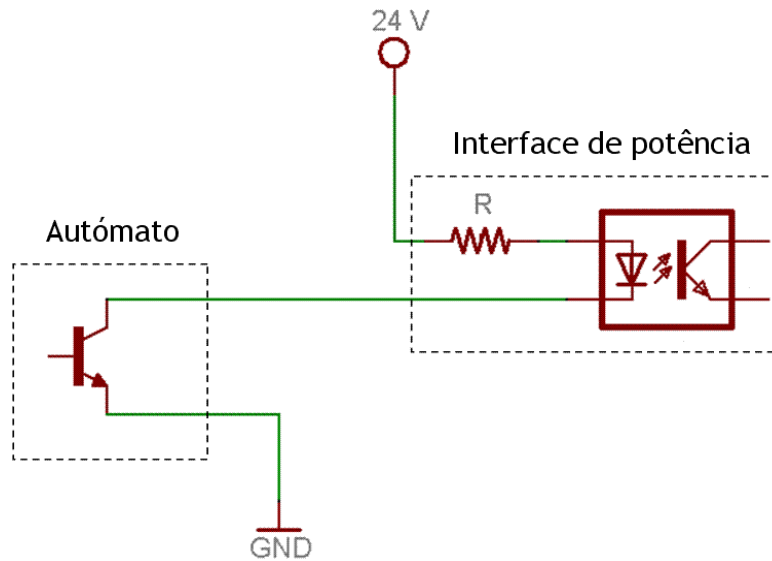 24 V
Interface de potência
R
Autómato
GND